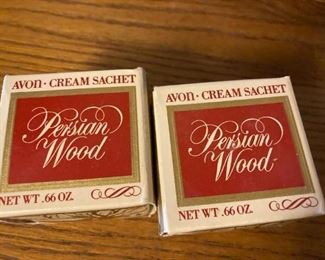 AVON · CREAM SACHET
Persian
Wood
NET WT. .66 OZ.
AVON · CREAM SACHET
Persian
Wood
NET WT. .66 OZ.